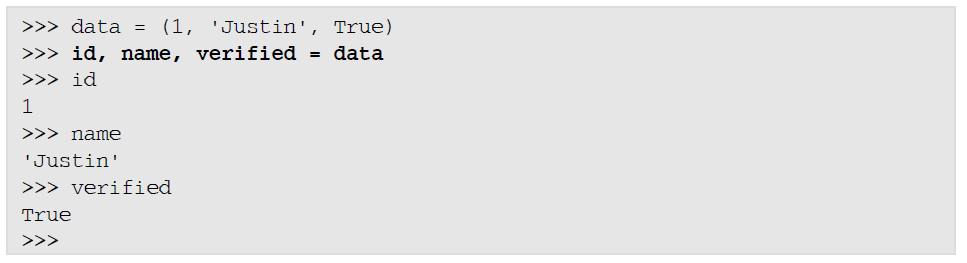 >>> data = (1, 'Justin', True)
>>> id, name, verified = data
>>> id
1
>>> name
'Justin'
>>> verified
True
>>>